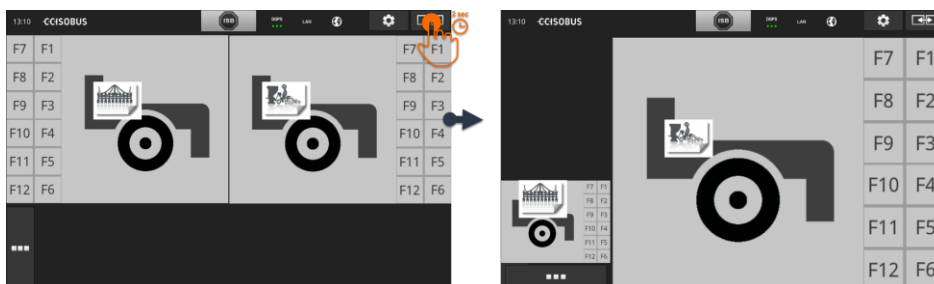 13:10 CCISOBUS ISB DGPS LAN
2 sec
F7 F1 F7 F1
F8 F2 F8 F2
F9 F3 F9 F3
F10 F4 F10 F4
F11 F5 F11 F5
F12 F6 F12 F6
13:10 CCISOBUS ISB DGPS LAN
F7 F1
F8 F2
F9 F3
F10 F4
F11 F5
F12 F6
F7 F1
F8 F2
F9 F3
F10 F4
F11 F5
F12 F6